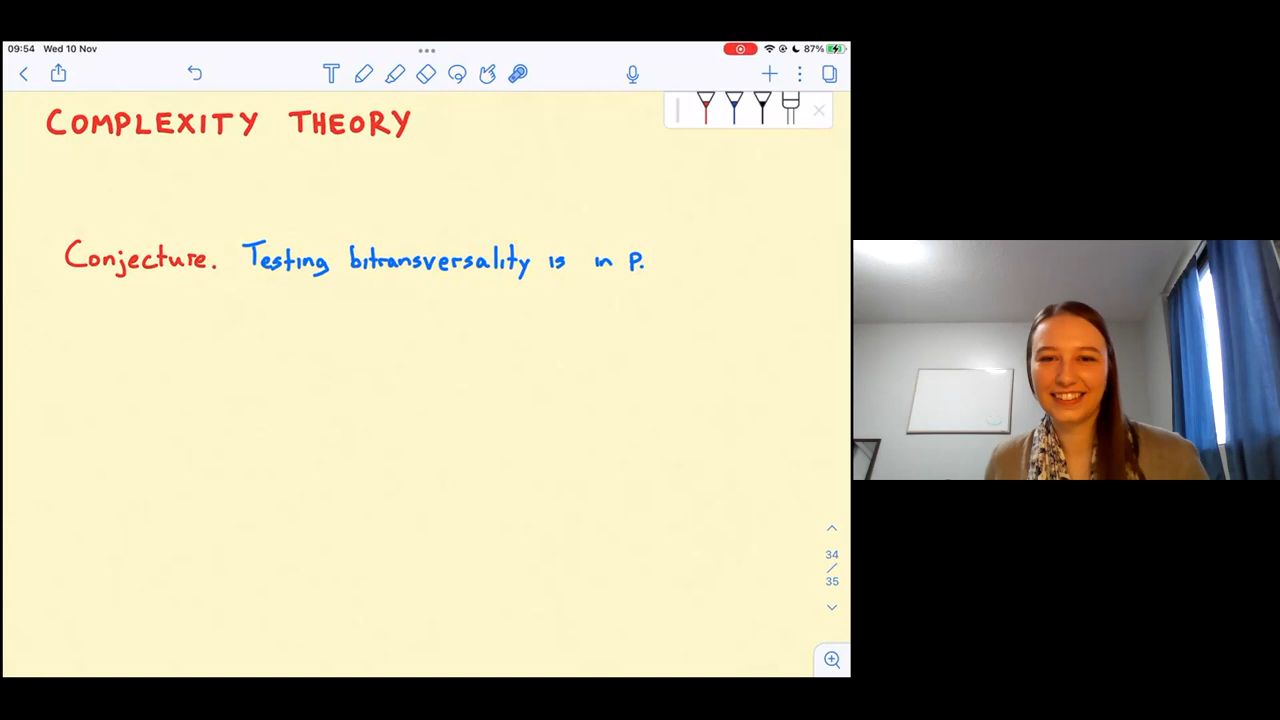 09:54 Wed 10 Nov
87%
COMPLEXITY THEORY
Conjecture. Testing bitransversality is in P.
34
/
35